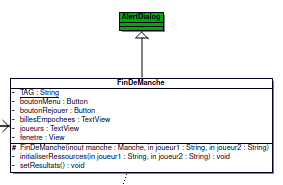 AlertDialog
FinDeManche
- TAG : String
- boutonMenu : Button
- boutonRejouer : Button
- billesEmpochees : TextView
- joueurs : TextView
- fenetre : View
# FinDeManche(inout manche : Manche, in joueur1 : String, in joueur2 : String)
- initialiserRessources(in joueur1 : String, in joueur2 : String) : void
- setResultats() : void